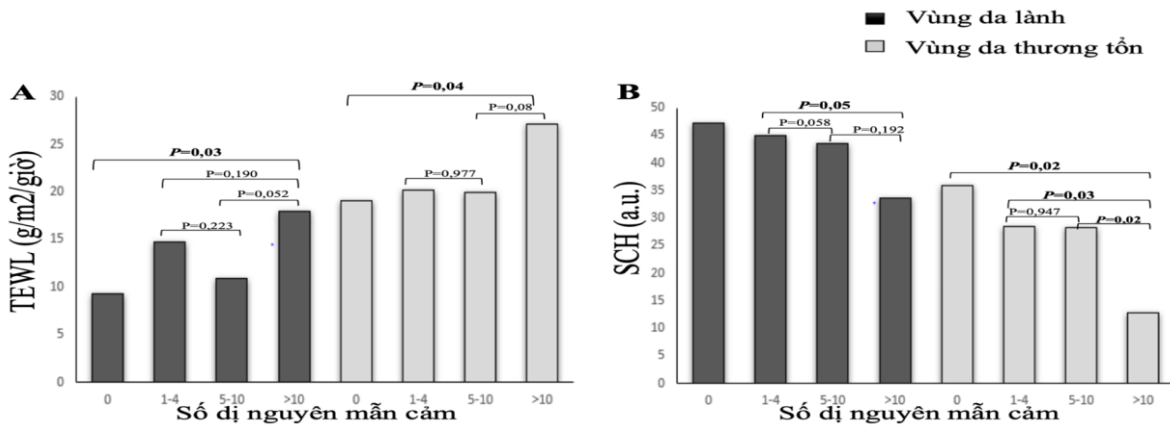 Vùng da lành
Vùng da thương tổn
A
TEWL (g/m2/giờ)
30
25
20
15
10
5
0
P=0,03
P=0,190
P=0,052
P=0,223
P=0,04
P=0,08
P=0,977
0 1-4 5-10 >10 0 1-4 5-10 >10
Số dị nguyên mẫn cảm
B
SCH (a.u.)
50
45
40
35
30
25
20
15
10
5
0
P=0,05
P=0,058
P=0,192
P=0,02
P=0,03
P=0,947
P=0,02
0 1-4 5-10 >10 0 1-4 5-10 >10
Số dị nguyên mẫn cảm